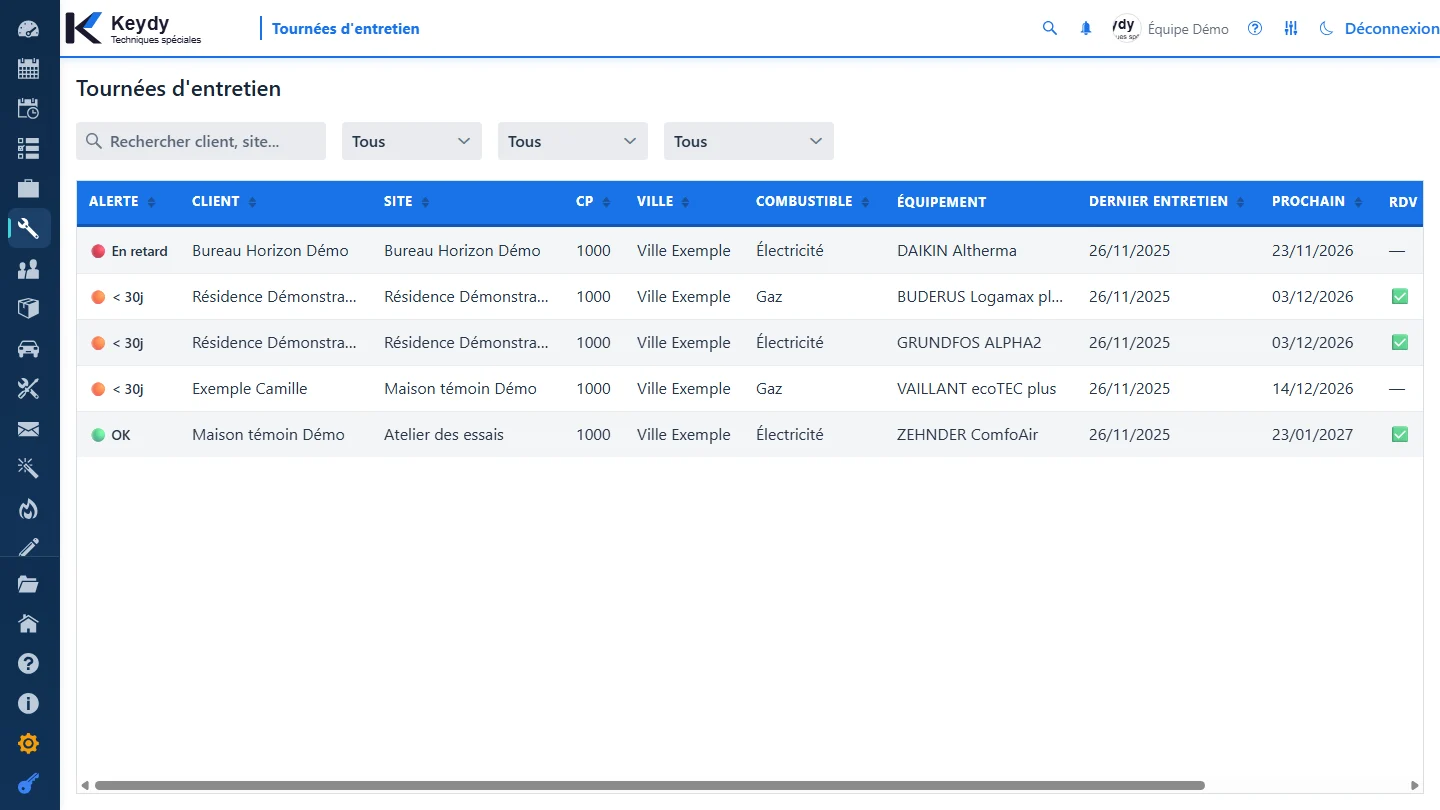 Keydy
Techniques spéciales
Tournées d'entretien
Équipe Démo
Déconnexion
Tournées d'entretien
Rechercher client, site...
Tous
Tous
Tous
ALERTE CLIENT SITE CP VILLE COMBUSTIBLE ÉQUIPEMENT DERNIER ENTRETIEN PROCHAIN RDV
En retard Bureau Horizon Démo Bureau Horizon Démo 1000 Ville Exemple Électricité DAIKIN Altherma 26/11/2025 23/11/2026 —
< 30j Résidence Démonstra... Résidence Démonstra... 1000 Ville Exemple Gaz BUDERUS Logamax pl... 26/11/2025 03/12/2026 ✅
< 30j Résidence Démonstra... Résidence Démonstra... 1000 Ville Exemple Électricité GRUNDFOS ALPHA2 26/11/2025 03/12/2026 ✅
< 30j Exemple Camille Maison témoin Démo 1000 Ville Exemple Gaz VAILLANT ecoTEC plus 26/11/2025 14/12/2026 —
OK Maison témoin Démo Atelier des essais 1000 Ville Exemple Électricité ZEHNDER ComfoAir 26/11/2025 23/01/2027 ✅